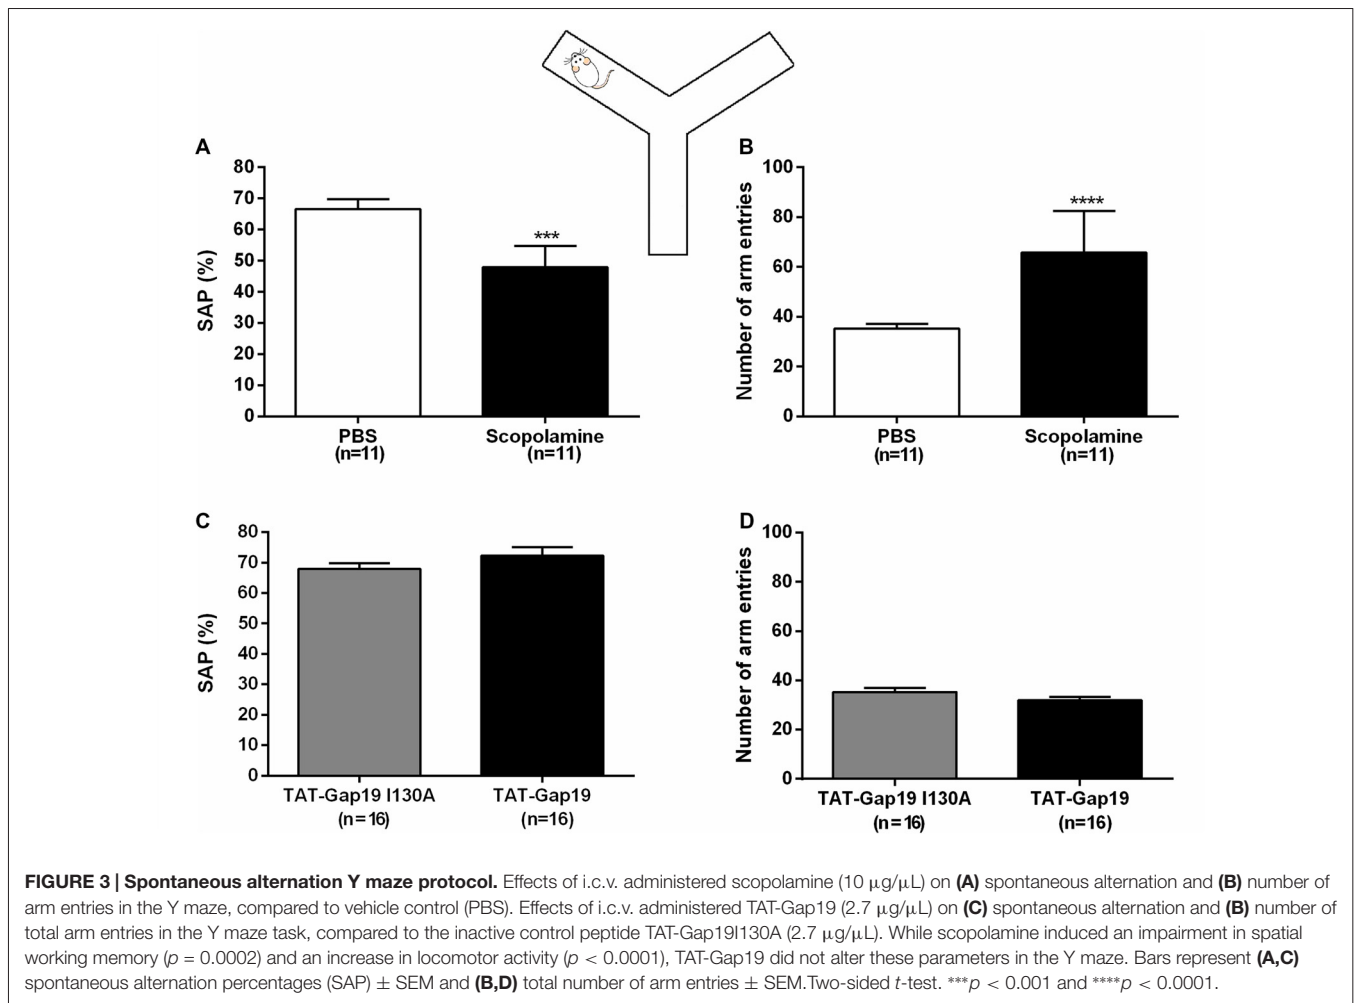 A
80
70
60
50
40
30
20
10
0
SAP (%)
***
PBS
(n=11)
Scopolamine
(n=11)
B
100
80
60
40
20
0
Number of arm entries
****
PBS
(n=11)
Scopolamine
(n=11)
C
80
70
60
50
40
30
20
10
0
SAP (%)
TAT-Gap19 I130A
(n=16)
TAT-Gap19
(n=16)
D
100
80
60
40
20
0
Number of arm entries
TAT-Gap19 I130A
(n=16)
TAT-Gap19
(n=16)
FIGURE 3 | Spontaneous alternation Y maze protocol. Effects of i.c.v. administered scopolamine (10 μg/μL) on (A) spontaneous alternation and (B) number of
arm entries in the Y maze, compared to vehicle control (PBS). Effects of i.c.v. administered TAT-Gap19 (2.7 μg/μL) on (C) spontaneous alternation and (B) number of
total arm entries in the Y maze task, compared to the inactive control peptide TAT-Gap19I130A (2.7 μg/μL). While scopolamine induced an impairment in spatial
working memory (p = 0.0002) and an increase in locomotor activity (p < 0.0001), TAT-Gap19 did not alter these parameters in the Y maze. Bars represent (A,C)
spontaneous alternation percentages (SAP) ± SEM and (B,D) total number of arm entries ± SEM.Two-sided t-test. ***p < 0.001 and ****p < 0.0001.